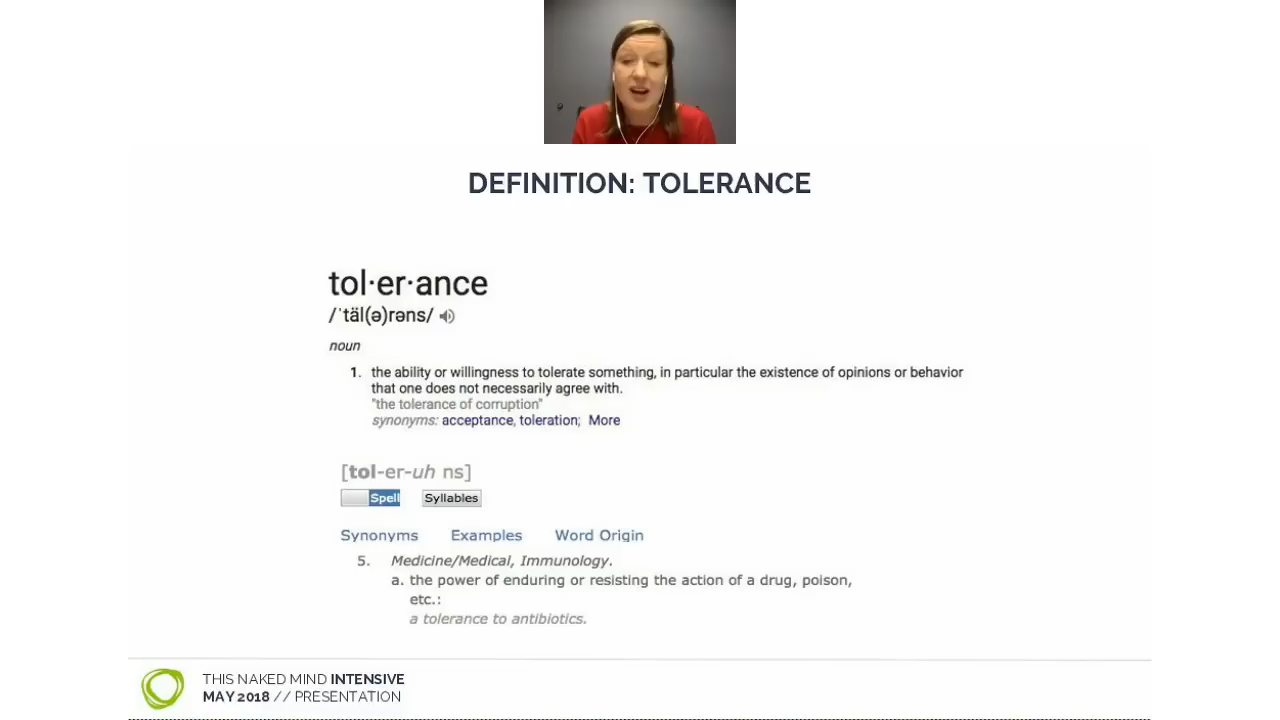 DEFINITION: TOLERANCE
tol·er·ance
/ˈtäl(ə)rəns/
noun
1. the ability or willingness to tolerate something, in particular the existence of opinions or behavior
that one does not necessarily agree with.
"the tolerance of corruption"
synonyms: acceptance, toleration; More
[tol-er-uh ns]
Spell Syllables
Synonyms Examples Word Origin
5. Medicine/Medical, Immunology.
a. the power of enduring or resisting the action of a drug, poison,
etc.:
a tolerance to antibiotics.
THIS NAKED MIND INTENSIVE
MAY 2018 // PRESENTATION